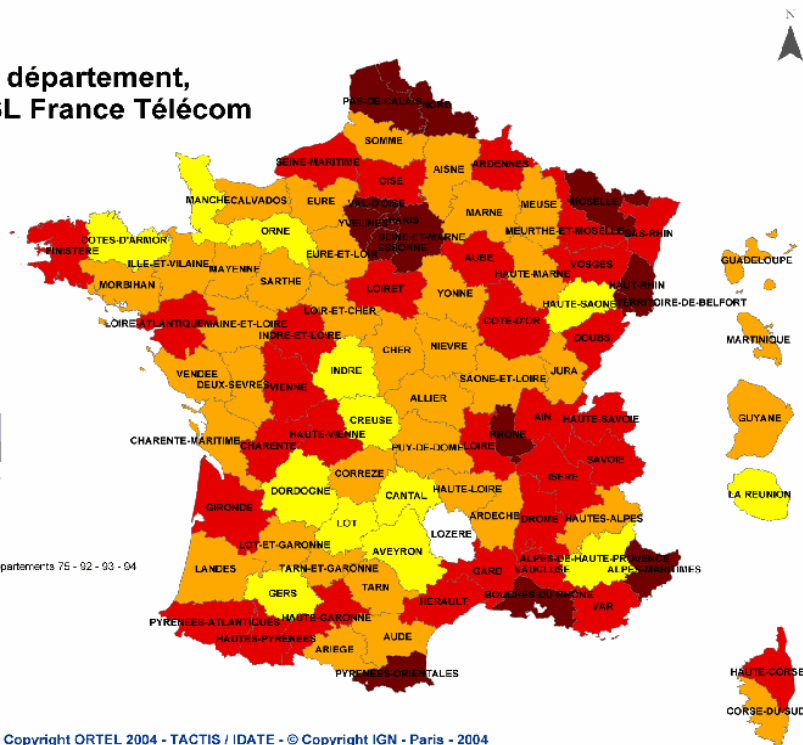 N
département,
SL France Télécom
PAS-DE-CALAIS NORD
SOMME
SEINE-MARITIME AISNE ARDENNES
OISE
MANCHE CALVADOS EURE VAL-D'OISE MARNE MEUSE MOSELLE
YVELINES PARIS
ORNE SEINE-ET-MARNE MEURTHE-ET-MOSELLE BAS-RHIN
COTES-D'ARMOR ESSONNE
FINISTERE EURE-ET-LOIR AUBE VOSGES GUADELOUPE
ILLE-ET-VILAINE MAYENNE HAUTE-MARNE
MORBIHAN SARTHE LOIRET YONNE HAUT-RHIN
LOIR-ET-CHER HAUTE-SAONE TERRITOIRE-DE-BELFORT
LOIRE-ATLANTIQUE MAINE-ET-LOIRE COTE-D'OR
INDRE-ET-LOIRE DOUBS MARTINIQUE
CHER NIEVRE
VENDEE INDRE JURA
DEUX-SEVRES VIENNE SAONE-ET-LOIRE
ALLIER
CREUSE AIN HAUTE-SAVOIE GUYANE
CHARENTE-MARITIME HAUTE-VIENNE RHONE
CHARENTE PUY-DE-DOME LOIRE SAVOIE
CORREZE ISERE
DORDOGNE CANTAL HAUTE-LOIRE LA REUNION
GIRONDE ARDECHE DROME HAUTES-ALPES
LOT LOZERE
LOT-ET-GARONNE AVEYRON ALPES-DE-HAUTE-PROVENCE
partements 75 - 92 - 93 - 94
LANDES TARN-ET-GARONNE GARD VAUCLUSE ALPES-MARITIMES
TARN
GERS HERAULT BOUCHES-DU-RHONE VAR
PYRENEES-ATLANTIQUES HAUTE-GARONNE
HAUTES-PYRENEES AUDE
ARIEGE
PYRENEES-ORIENTALES HAUTE-CORSE
CORSE-DU-SUD
Copyright ORTEL 2004 - TACTIS / IDATE - © Copyright IGN - Paris - 2004